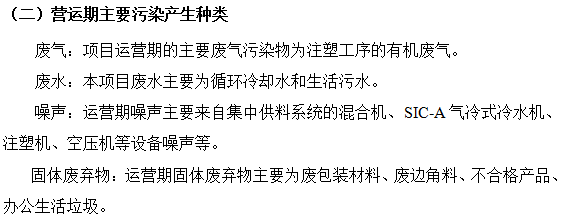 （二）营运期主要污染产生种类
废气：项目运营期的主要废气污染物为注塑工序的有机废气。
废水：本项目废水主要为循环冷却水和生活污水。
噪声：运营期噪声主要来自集中供料系统的混合机、SIC-A 气冷式冷水机、
注塑机、空压机等设备噪声等。
固体废弃物：运营期固体废弃物主要为废包装材料、废边角料、不合格产品、
办公生活垃圾。